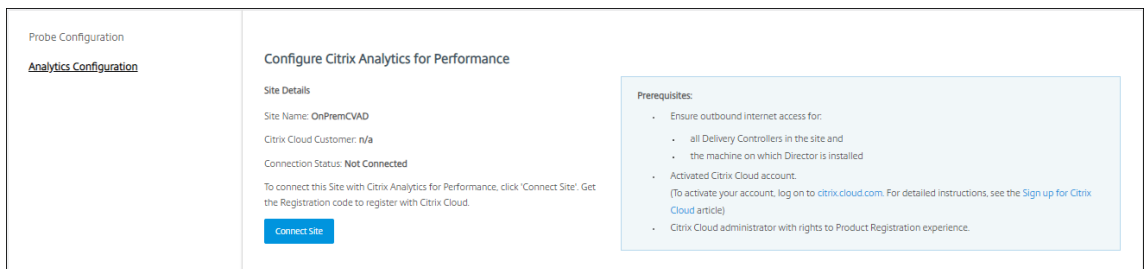 Probe Configuration
Analytics Configuration
Configure Citrix Analytics for Performance
Site Details
Site Name: OnPremCVAD
Citrix Cloud Customer: n/a
Connection Status: Not Connected
To connect this Site with Citrix Analytics for Performance, click 'Connect Site'. Get
the Registration code to register with Citrix Cloud.
Connect Site
Prerequisites:
• Ensure outbound internet access for:
• all Delivery Controllers in the site and
• the machine on which Director is installed
• Activated Citrix Cloud account.
(To activate your account, log on to citrix.cloud.com. For detailed instructions, see the Sign up for Citrix
Cloud article)
• Citrix Cloud administrator with rights to Product Registration experience.